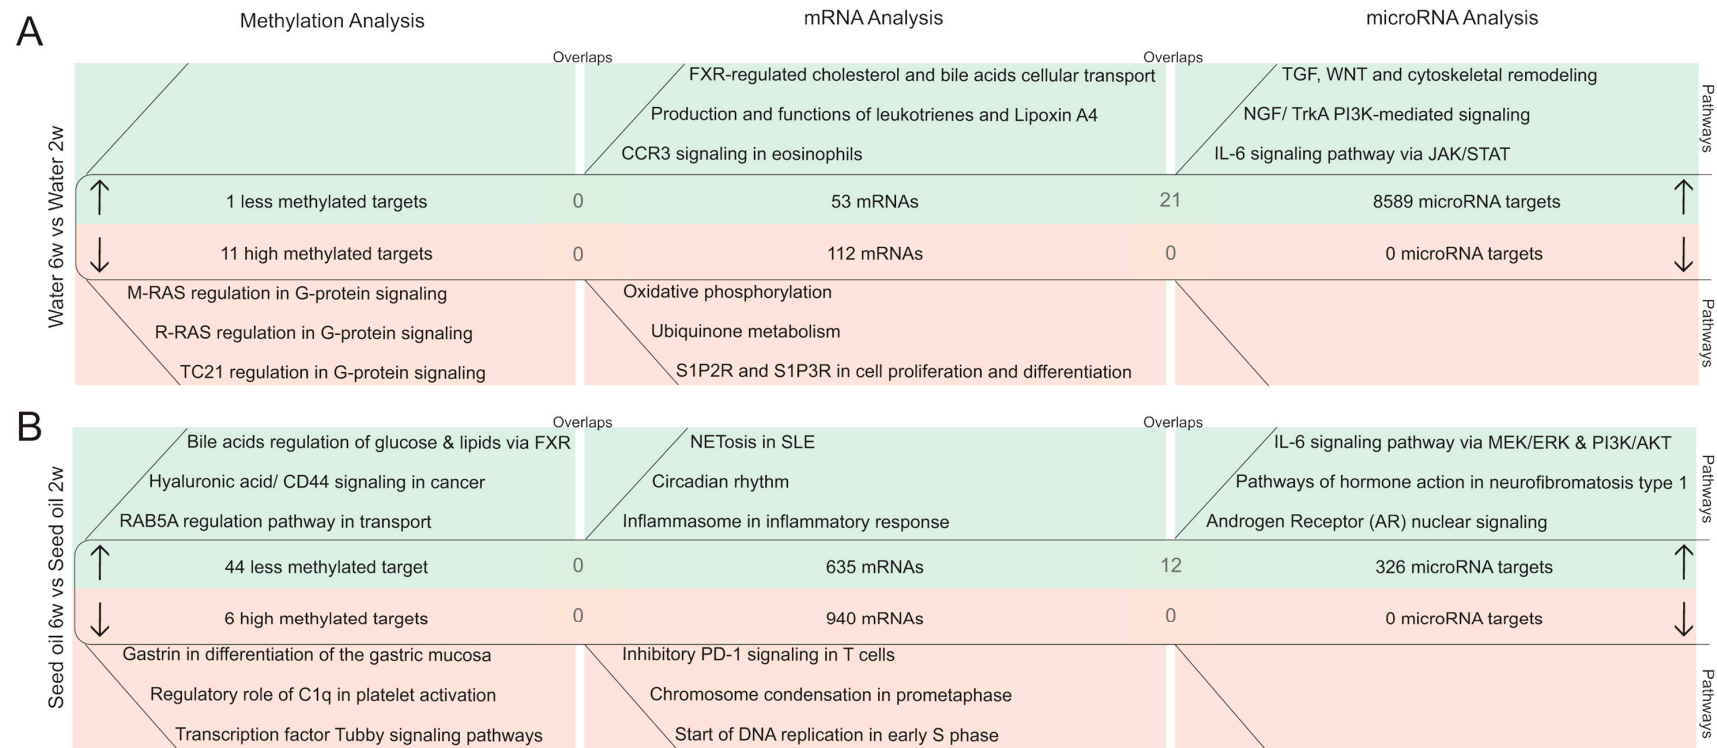 A
Methylation Analysis
mRNA Analysis
microRNA Analysis
Overlaps
Overlaps
Water 6w vs Water 2w
FXR-regulated cholesterol and bile acids cellular transport
TGF, WNT and cytoskeletal remodeling
Production and functions of leukotrienes and Lipoxin A4
NGF/ TrkA PI3K-mediated signaling
CCR3 signaling in eosinophils
IL-6 signaling pathway via JAK/STAT
Pathways
↑ 1 less methylated targets 0 53 mRNAs 21 8589 microRNA targets ↑
↓ 11 high methylated targets 0 112 mRNAs 0 0 microRNA targets ↓
M-RAS regulation in G-protein signaling
Oxidative phosphorylation
R-RAS regulation in G-protein signaling
Ubiquinone metabolism
TC21 regulation in G-protein signaling
S1P2R and S1P3R in cell proliferation and differentiation
Pathways
B
Overlaps
Overlaps
Seed oil 6w vs Seed oil 2w
Bile acids regulation of glucose & lipids via FXR
NETosis in SLE
IL-6 signaling pathway via MEK/ERK & PI3K/AKT
Hyaluronic acid/ CD44 signaling in cancer
Circadian rhythm
Pathways of hormone action in neurofibromatosis type 1
RAB5A regulation pathway in transport
Inflammasome in inflammatory response
Androgen Receptor (AR) nuclear signaling
Pathways
↑ 44 less methylated target 0 635 mRNAs 12 326 microRNA targets ↑
↓ 6 high methylated targets 0 940 mRNAs 0 0 microRNA targets ↓
Gastrin in differentiation of the gastric mucosa
Inhibitory PD-1 signaling in T cells
Regulatory role of C1q in platelet activation
Chromosome condensation in prometaphase
Transcription factor Tubby signaling pathways
Start of DNA replication in early S phase
Pathways